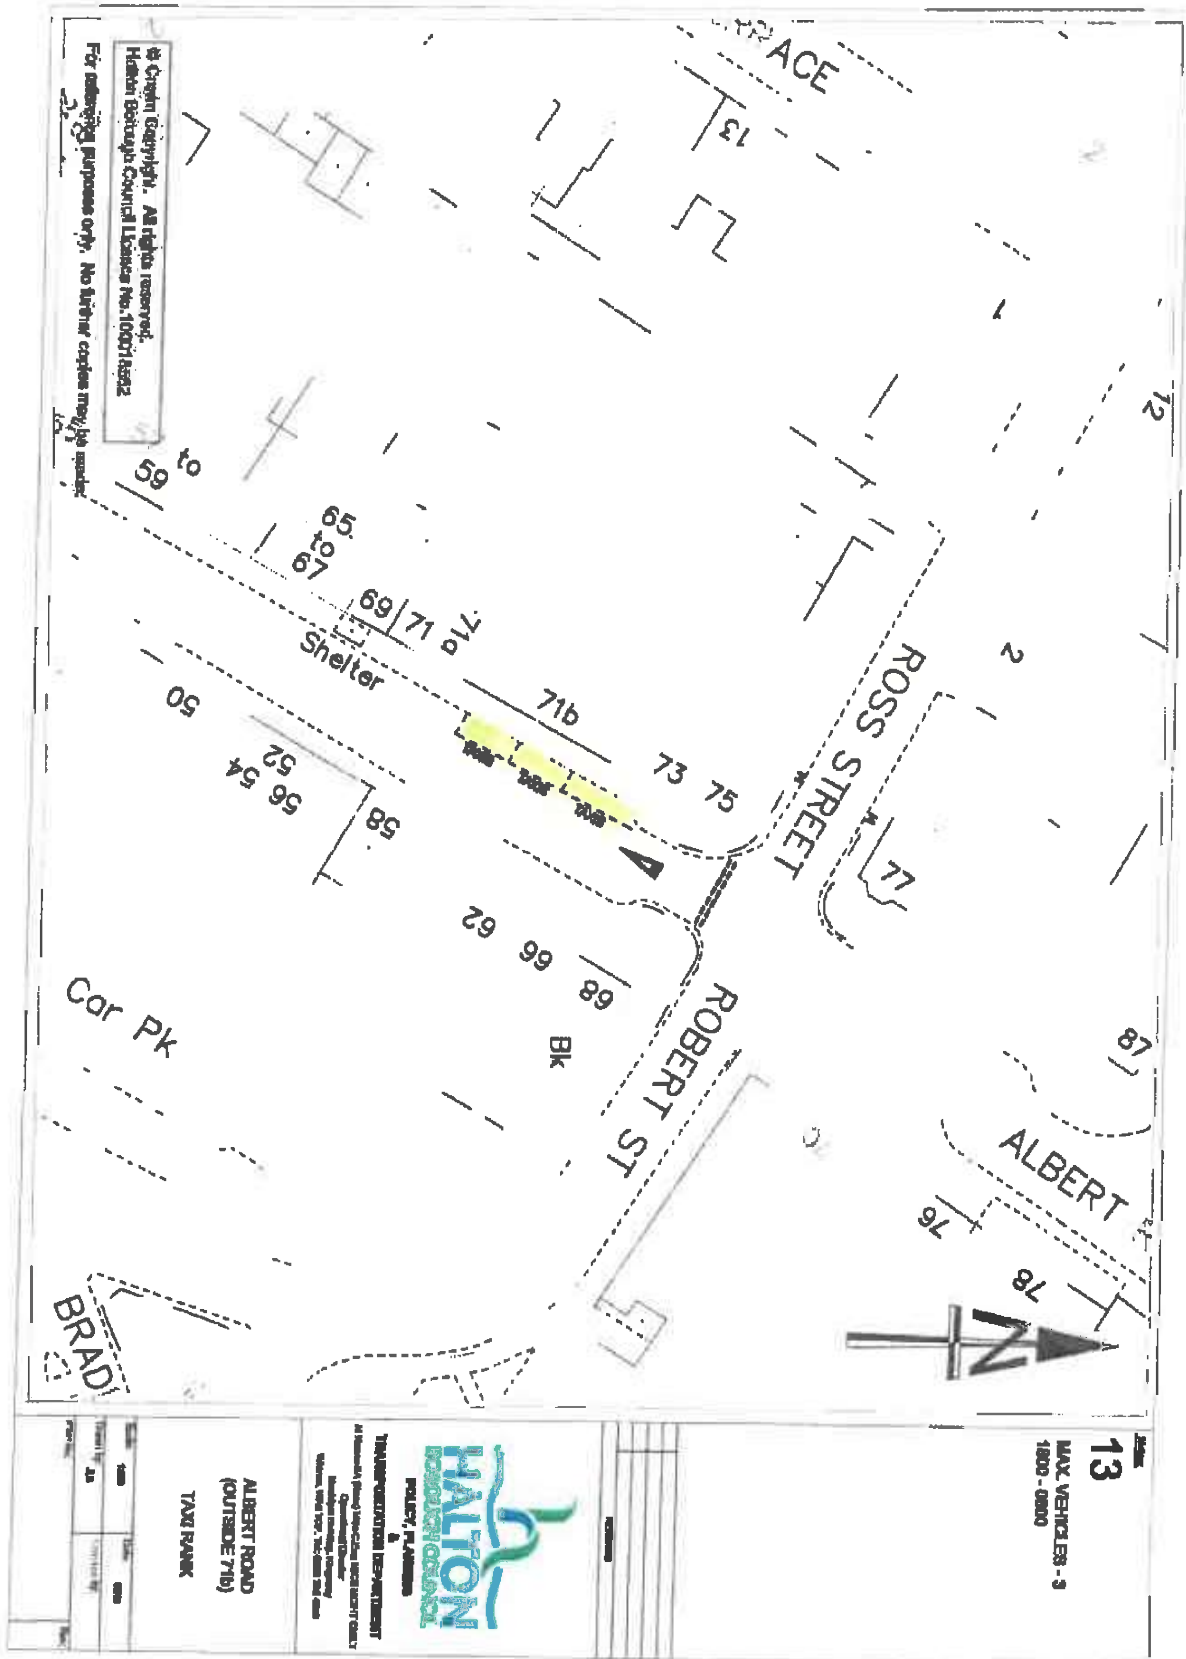 13
MAX. VEHICLES - 3
1800 - 0800
TERRACE
13
12
1
2
© Crown Copyright. All rights reserved.
Halton Borough Council Licence No. 100018552
For reference purposes only. No further copies may be made.
59 to
65
to
67
69
71
71a
Shelter
71b
73
75
ROSS STREET
77
50
52
54
56
58
62
66
68
Bk
ROBERT ST
Car Pk
87
ALBERT
76
78
N
BRAD
HALTON
BOROUGH COUNCIL
POLICY, PLANNING
&
TRANSPORTATION DEPARTMENT
ALBERT ROAD
(OUTSIDE 71b)
TAXI RANK